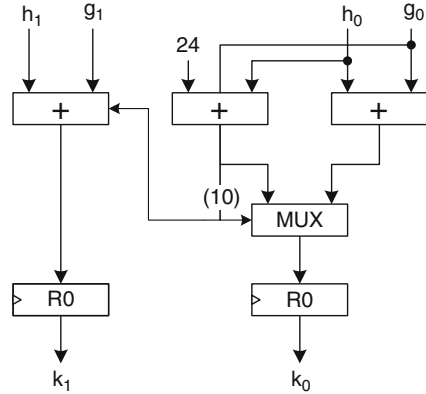 h₁ g₁ h₀ g₀
24
+ + +
(10)
MUX
R0 R0
k₁ k₀